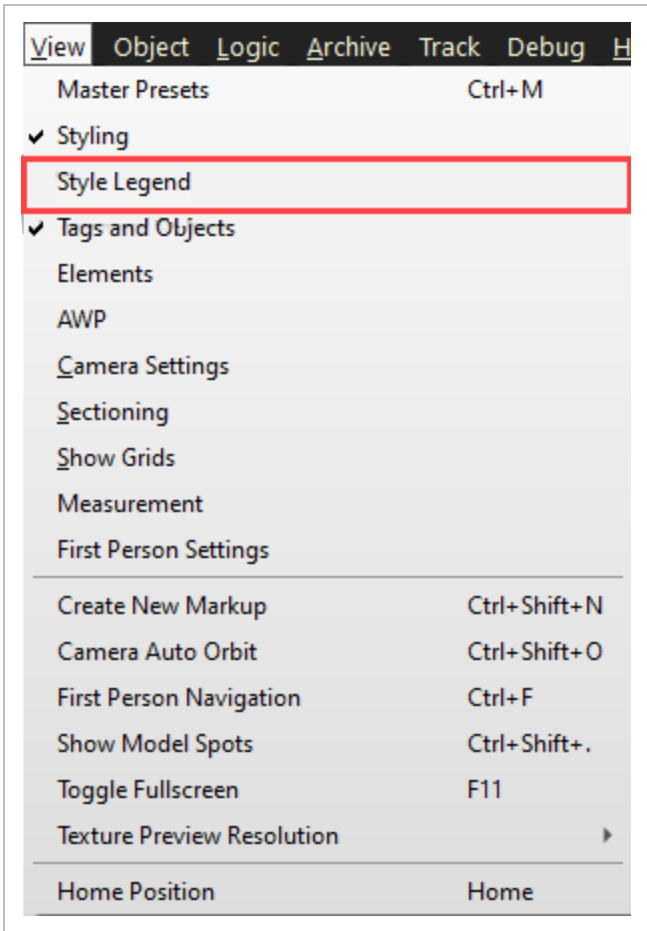 View Object Logic Archive Track Debug H
Master Presets Ctrl+M
✔ Styling
Style Legend
✔ Tags and Objects
Elements
AWP
Camera Settings
Sectioning
Show Grids
Measurement
First Person Settings
Create New Markup Ctrl+Shift+N
Camera Auto Orbit Ctrl+Shift+O
First Person Navigation Ctrl+F
Show Model Spots Ctrl+Shift+.
Toggle Fullscreen F11
Texture Preview Resolution
Home Position Home